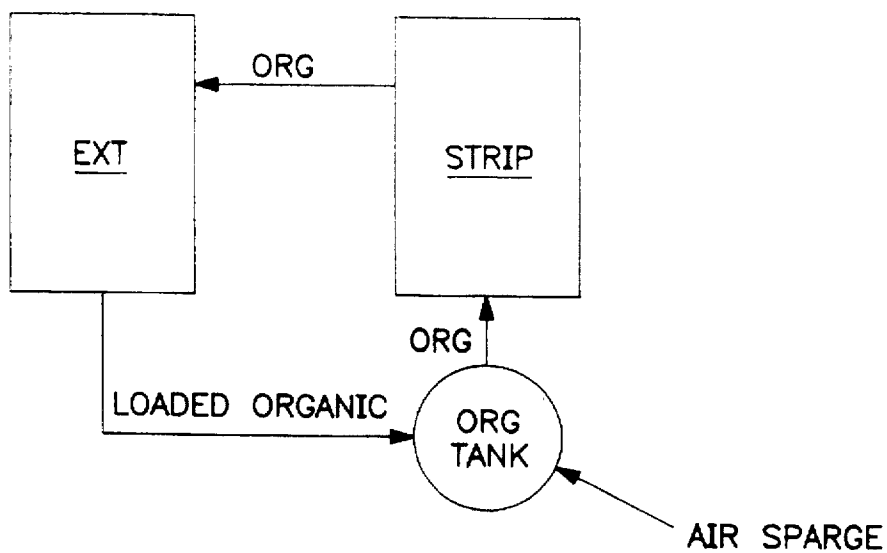 ORG
EXT
STRIP
ORG
LOADED ORGANIC
ORG
TANK
AIR SPARGE